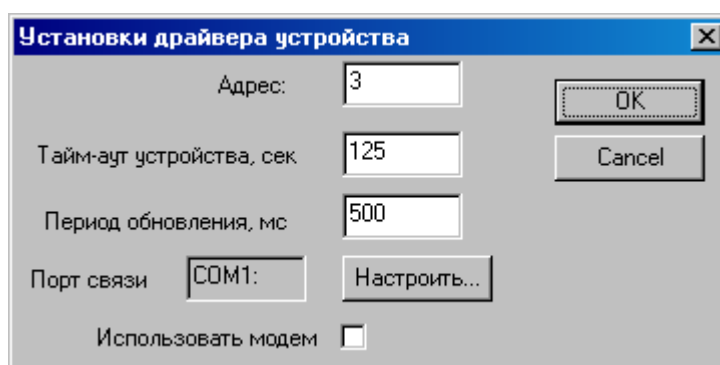 Установки драйвера устройства
Адрес: 3
OK
Тайм-аут устройства, сек 125
Cancel
Период обновления, мс 500
Порт связи COM1: Настроить...
Использовать модем